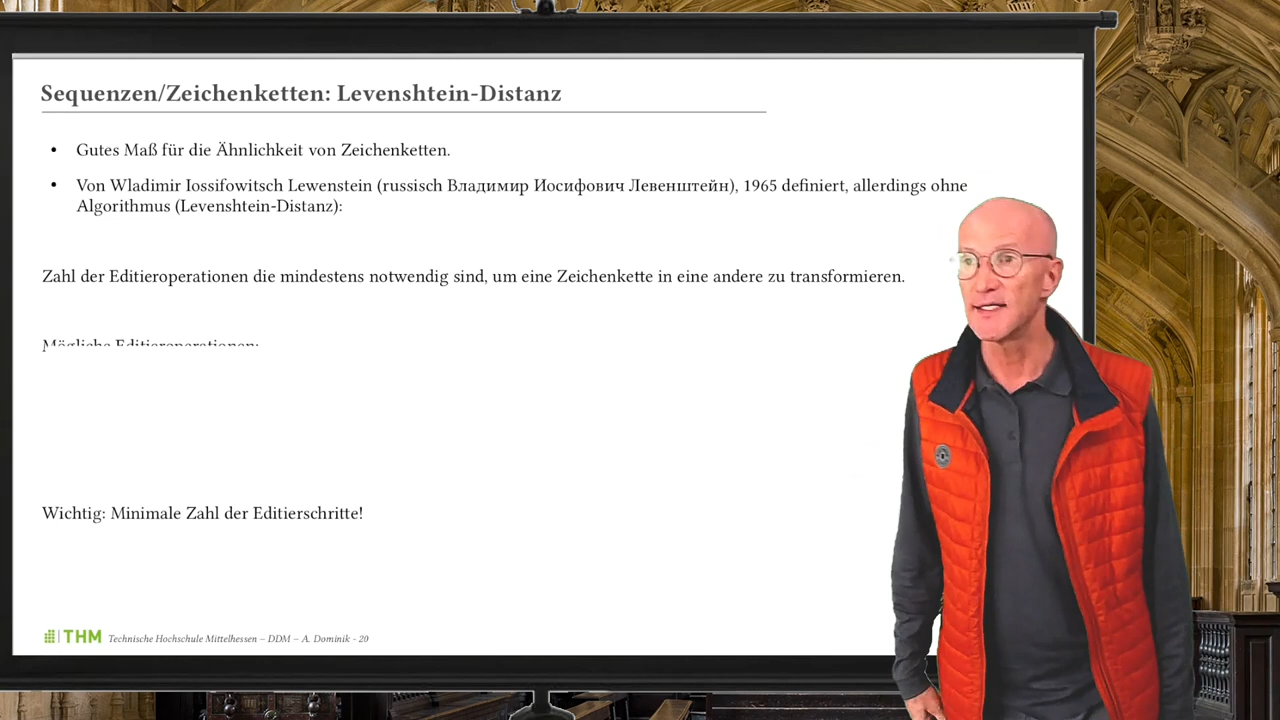 Sequenzen/Zeichenketten: Levenshtein-Distanz
• Gutes Maß für die Ähnlichkeit von Zeichenketten.
• Von Wladimir Iossifowitsch Lewenstein (russisch Владимир Иосифович Левенштейн), 1965 definiert, allerdings ohne
Algorithmus (Levenshtein-Distanz):
Zahl der Editieroperationen die mindestens notwendig sind, um eine Zeichenkette in eine andere zu transformieren.
Mögliche Editieroperationen:
Wichtig: Minimale Zahl der Editierschritte!
THM Technische Hochschule Mittelhessen – DDM – A. Dominik - 20